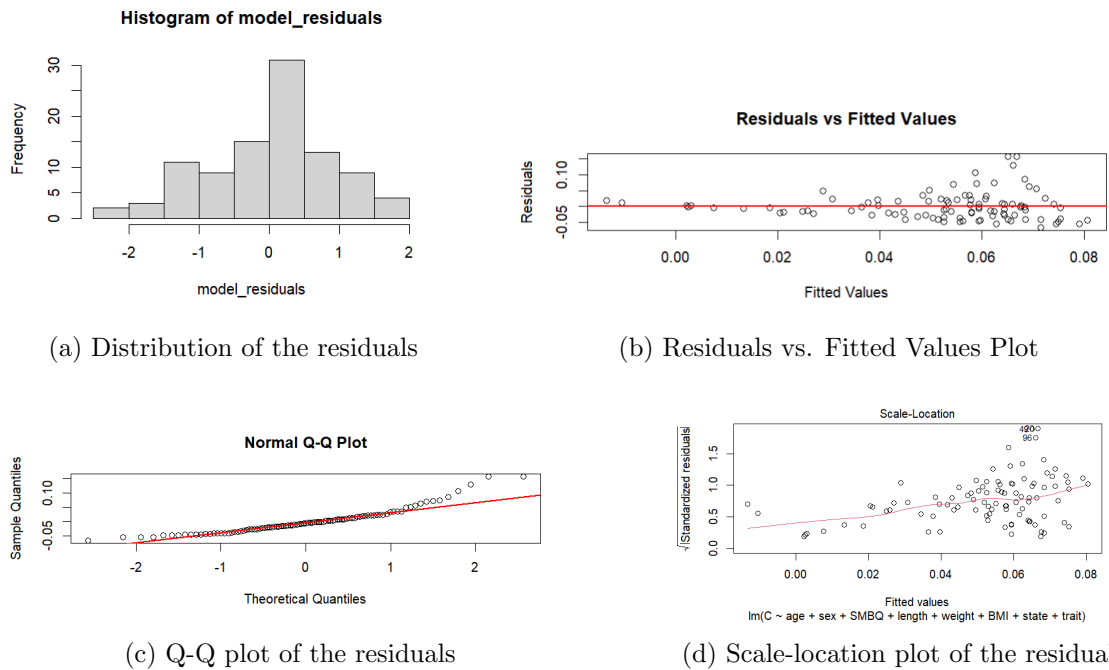 Histogram of model_residuals
Frequency
0 10 20 30
-2 -1 0 1 2
model_residuals
(a) Distribution of the residuals
Residuals vs Fitted Values
Residuals
-0.05 0.10
0.00 0.02 0.04 0.06 0.08
Fitted Values
(b) Residuals vs. Fitted Values Plot
Normal Q-Q Plot
Sample Quantiles
-0.05 0.10
-2 -1 0 1 2
Theoretical Quantiles
(c) Q-Q plot of the residuals
Scale-Location
√|Standardized residuals|
0.0 0.5 1.0 1.5
96
0.00 0.02 0.04 0.06 0.08
Fitted values
lm(C ~ age + sex + SMBQ + length + weight + BMI + state + trait)
(d) Scale-location plot of the residua